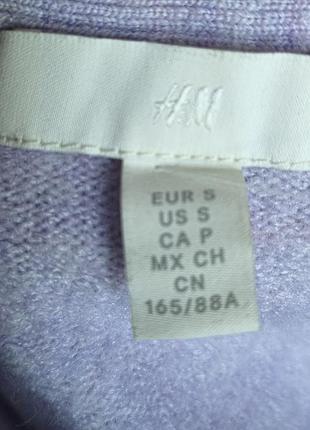 H&M
EUR S
US S
CA P
MX CH
CN
165/88A